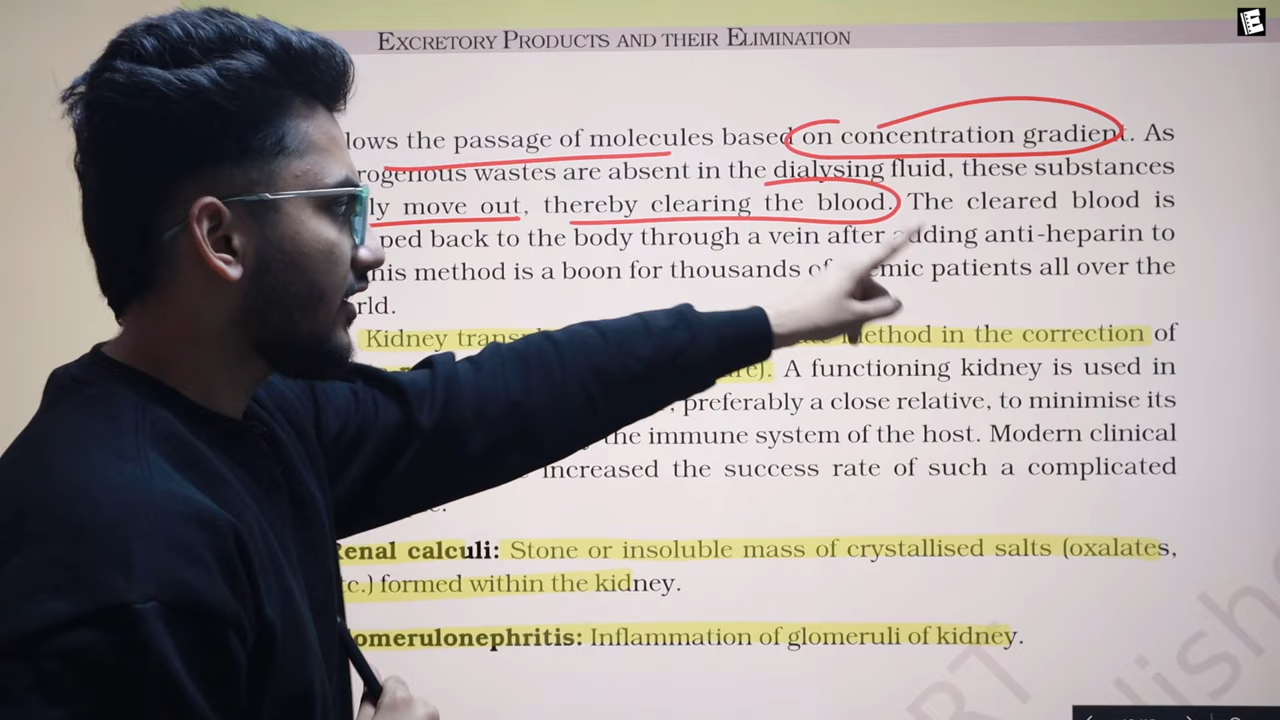 EXCRETORY PRODUCTS AND THEIR ELIMINATION
lows the passage of molecules based on concentration gradient. As
rogenous wastes are absent in the dialysing fluid, these substances
ly move out, thereby clearing the blood. The cleared blood is
ped back to the body through a vein after adding anti-heparin to
his method is a boon for thousands of emic patients all over the
rld.
Kidney ethod in the correction of
re). A functioning kidney is used in
preferably a close relative, to minimise its
the immune system of the host. Modern clinical
increased the success rate of such a complicated
Renal calculi: Stone or insoluble mass of crystallised salts (oxalates,
tc.) formed within the kidney.
omerulonephritis: Inflammation of glomeruli of kidney.